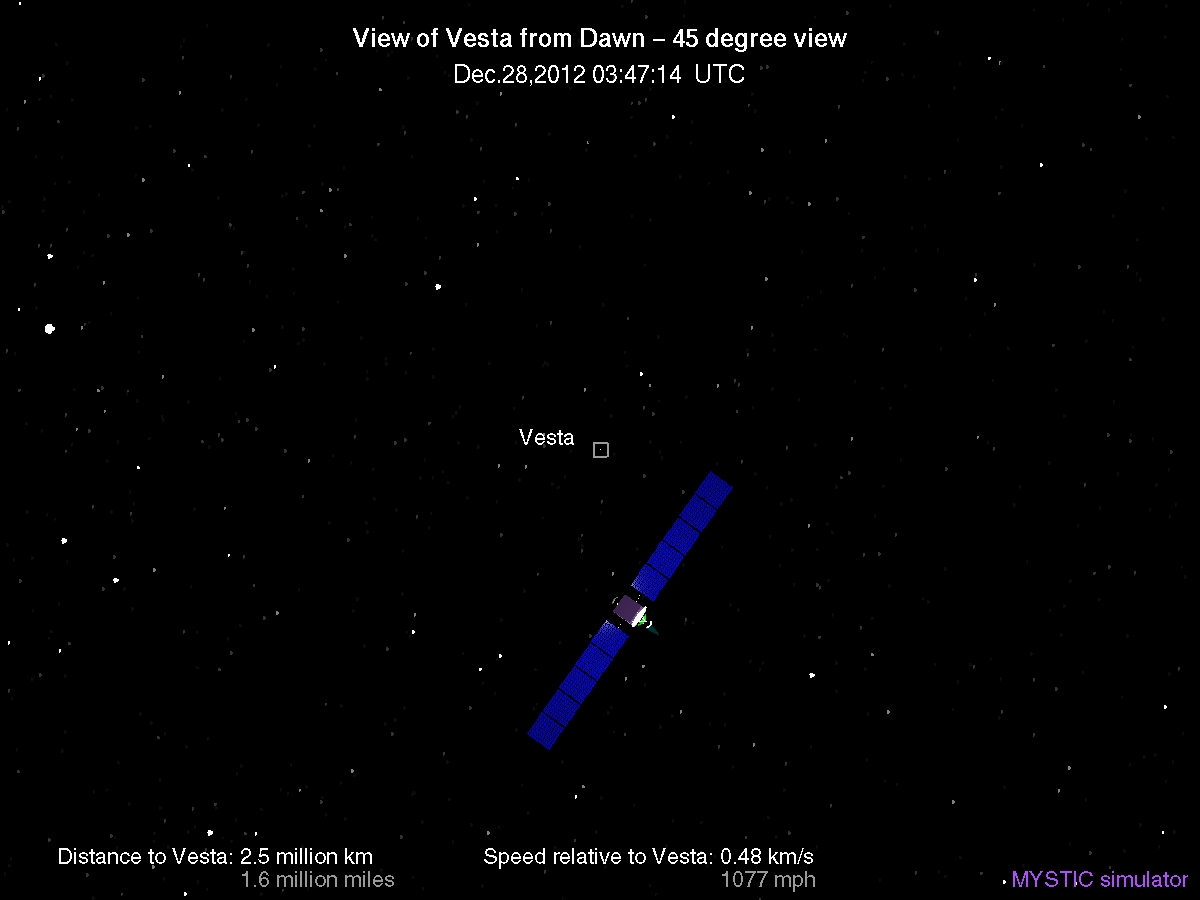 View of Vesta from Dawn – 45 degree view
Dec.28,2012 03:47:14 UTC
Vesta
Distance to Vesta: 2.5 million km
1.6 million miles
Speed relative to Vesta: 0.48 km/s
1077 mph
MYSTIC simulator